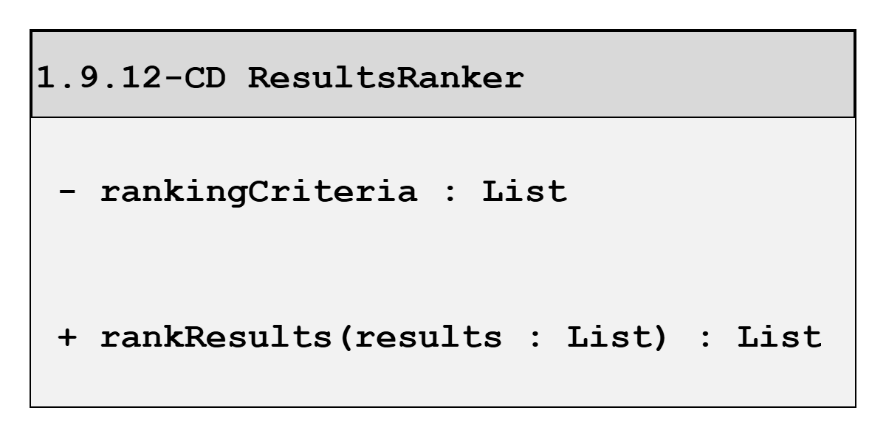 1.9.12-CD ResultsRanker
- rankingCriteria : List
+ rankResults(results : List) : List